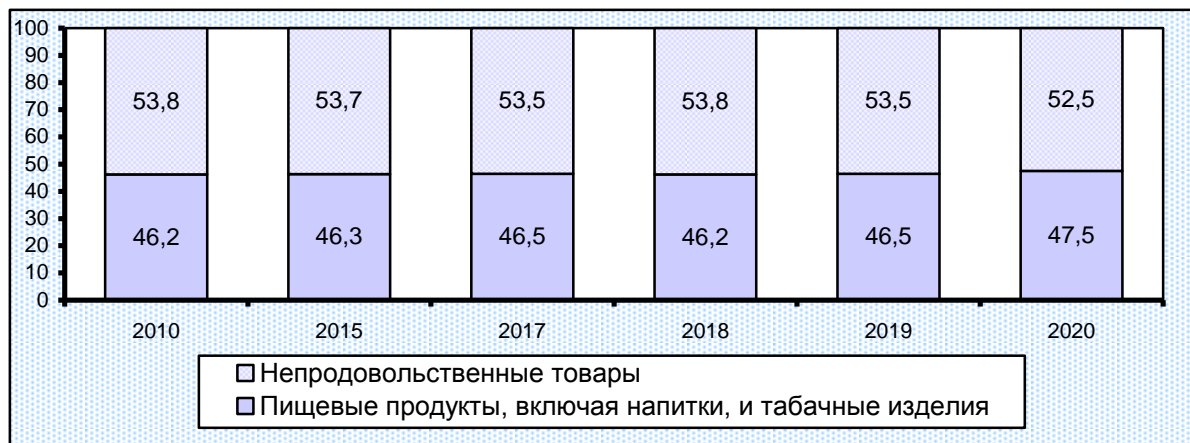 100
90
80
70
60
50
40
30
20
10
0
53,8 53,7 53,5 53,8 53,5 52,5
46,2 46,3 46,5 46,2 46,5 47,5
2010 2015 2017 2018 2019 2020
Непродовольственные товары
Пищевые продукты, включая напитки, и табачные изделия